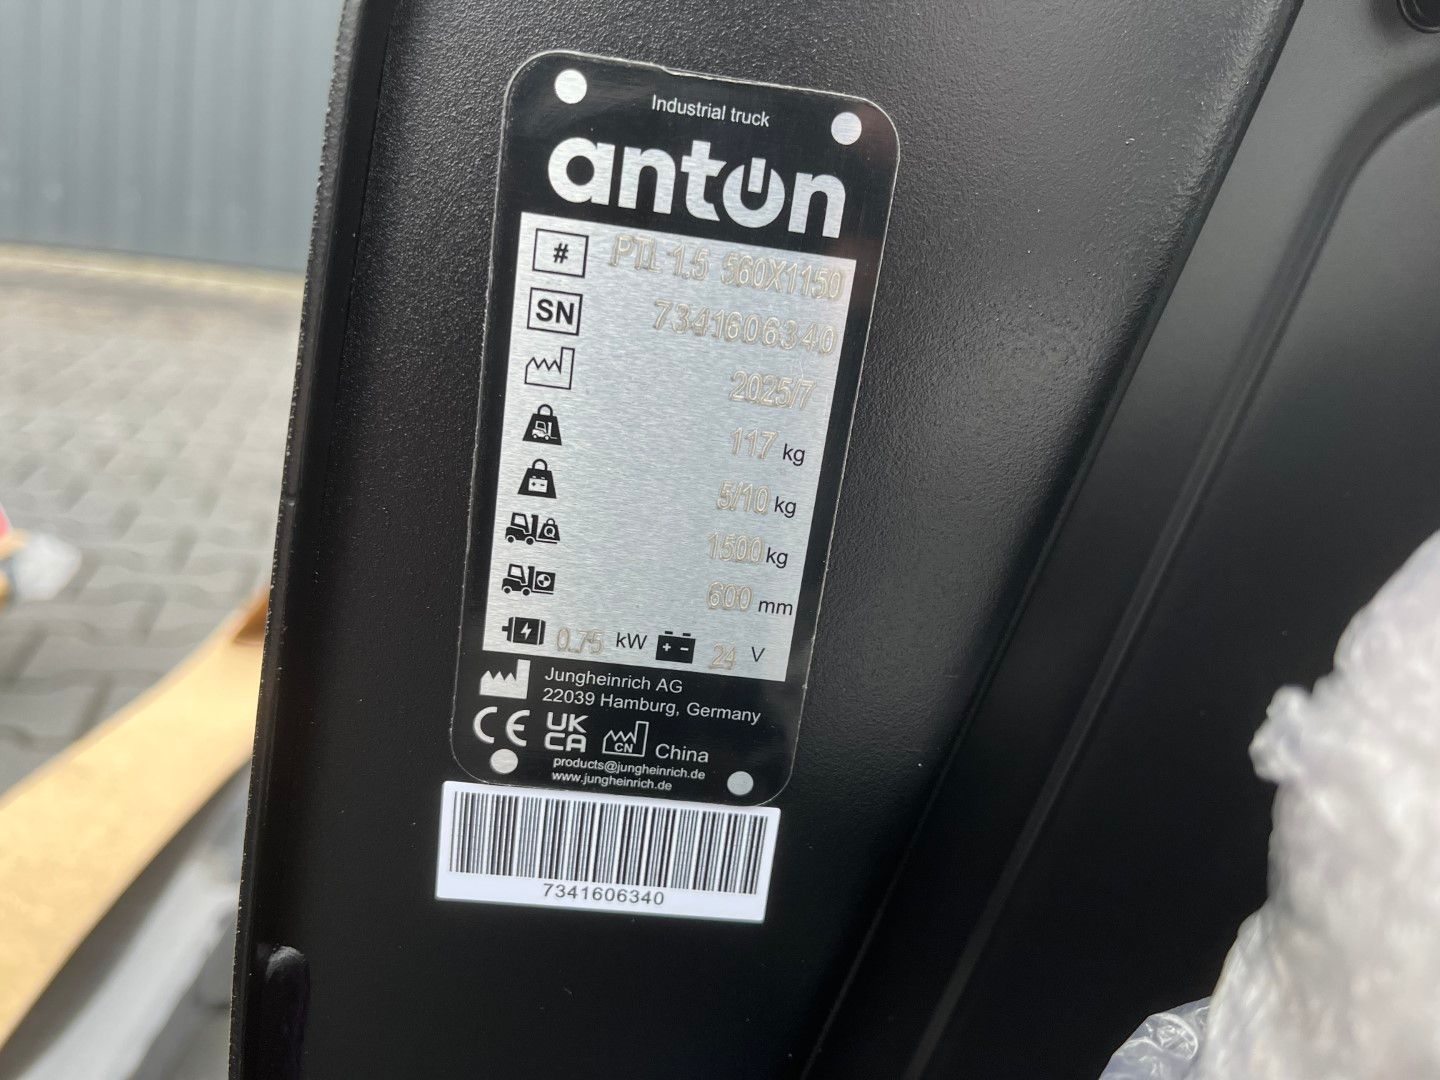 Industrial truck
anton
# PTL 1.5 560X1150
SN 7341606340
2025/7
117 kg
5/10 kg
Q 1500 kg
600 mm
0.75 kW 24 V
Jungheinrich AG
22039 Hamburg, Germany
CE UK CA CN China
products@jungheinrich.de
www.jungheinrich.de
7341606340